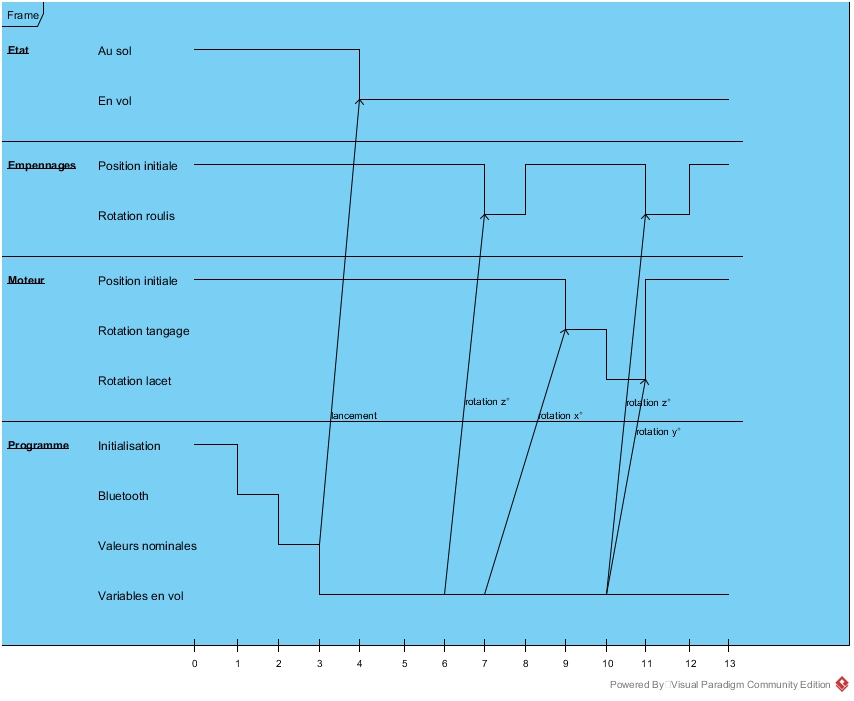 Frame
Etat
Au sol
En vol
Empennages
Position initiale
Rotation roulis
Moteur
Position initiale
Rotation tangage
Rotation lacet
rotation z°
rotation z°
lancement
rotation x°
rotation y°
Programme
Initialisation
Bluetooth
Valeurs nominales
Variables en vol
0 1 2 3 4 5 6 7 8 9 10 11 12 13
Powered By Visual Paradigm Community Edition